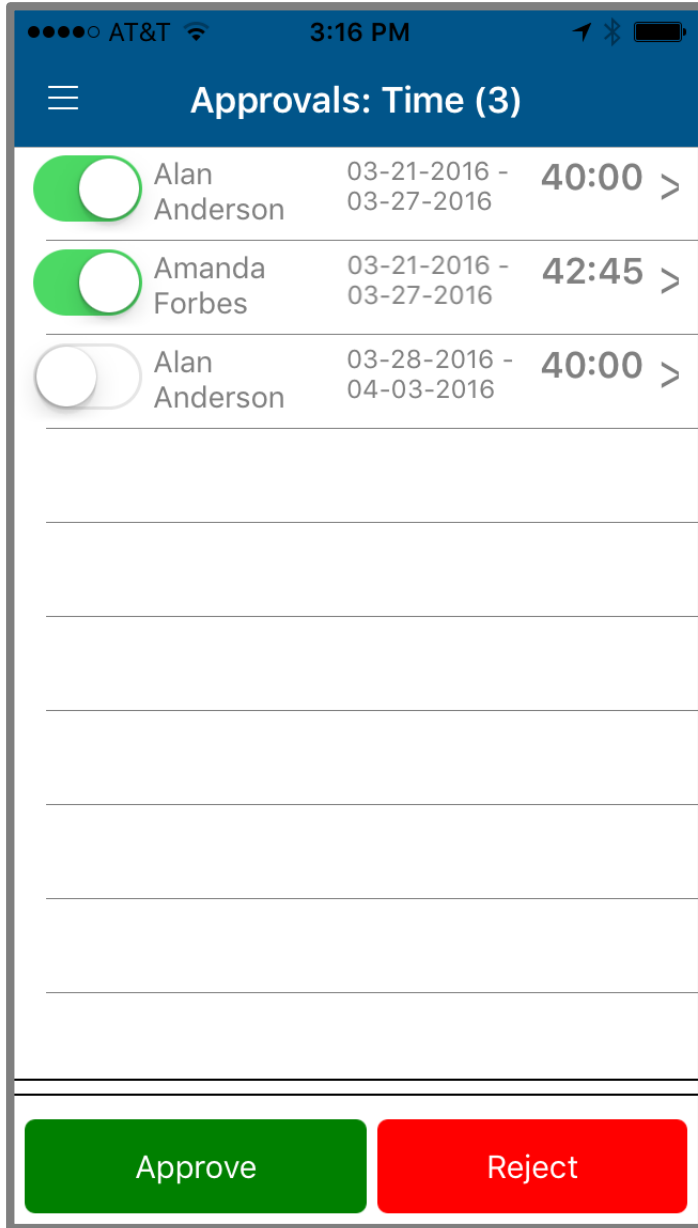 AT&T 3:16 PM
Approvals: Time (3)
Alan Anderson 03-21-2016 - 03-27-2016 40:00 >
Amanda Forbes 03-21-2016 - 03-27-2016 42:45 >
Alan Anderson 03-28-2016 - 04-03-2016 40:00 >
Approve Reject